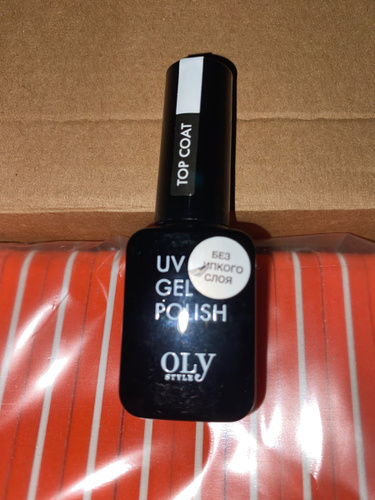 TOP COAT
UV
GEL
POLISH
БЕЗ
ЛИПКОГО
СЛОЯ
OLY
STYLE